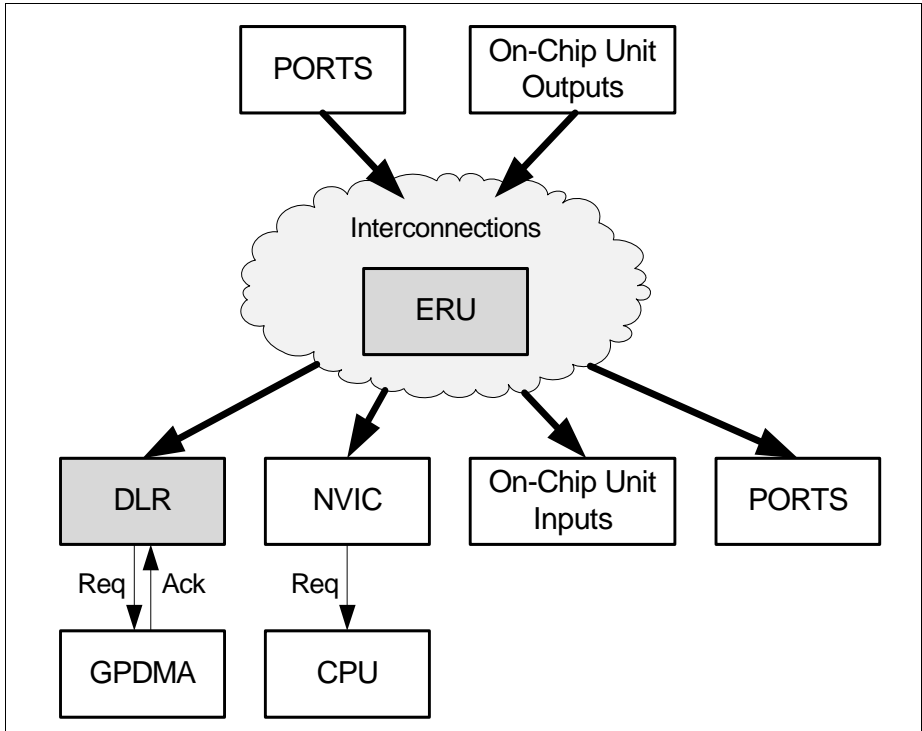 PORTS
On-Chip Unit
Outputs
Interconnections
ERU
DLR
NVIC
On-Chip Unit
Inputs
PORTS
Req
Ack
Req
GPDMA
CPU